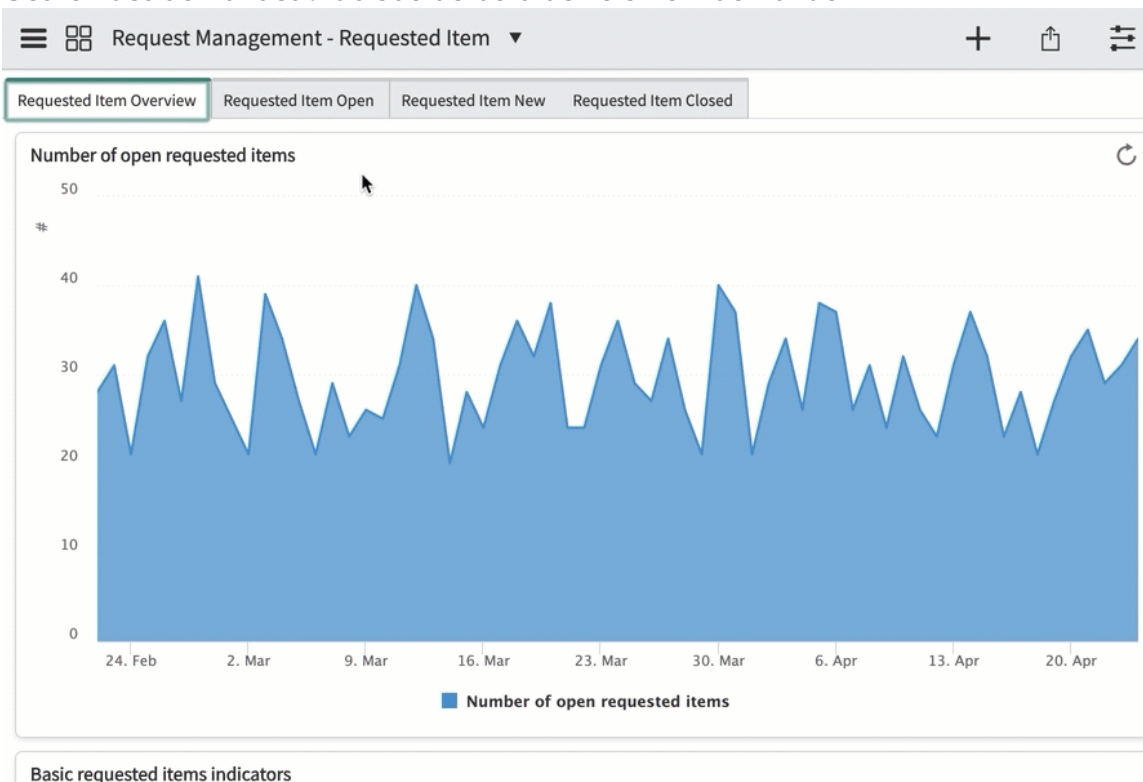 Request Management - Requested Item ▼
Requested Item Overview
Requested Item Open
Requested Item New
Requested Item Closed
Number of open requested items
50
#
40
30
20
10
0
24. Feb
2. Mar
9. Mar
16. Mar
23. Mar
30. Mar
6. Apr
13. Apr
20. Apr
Number of open requested items
Basic requested items indicators